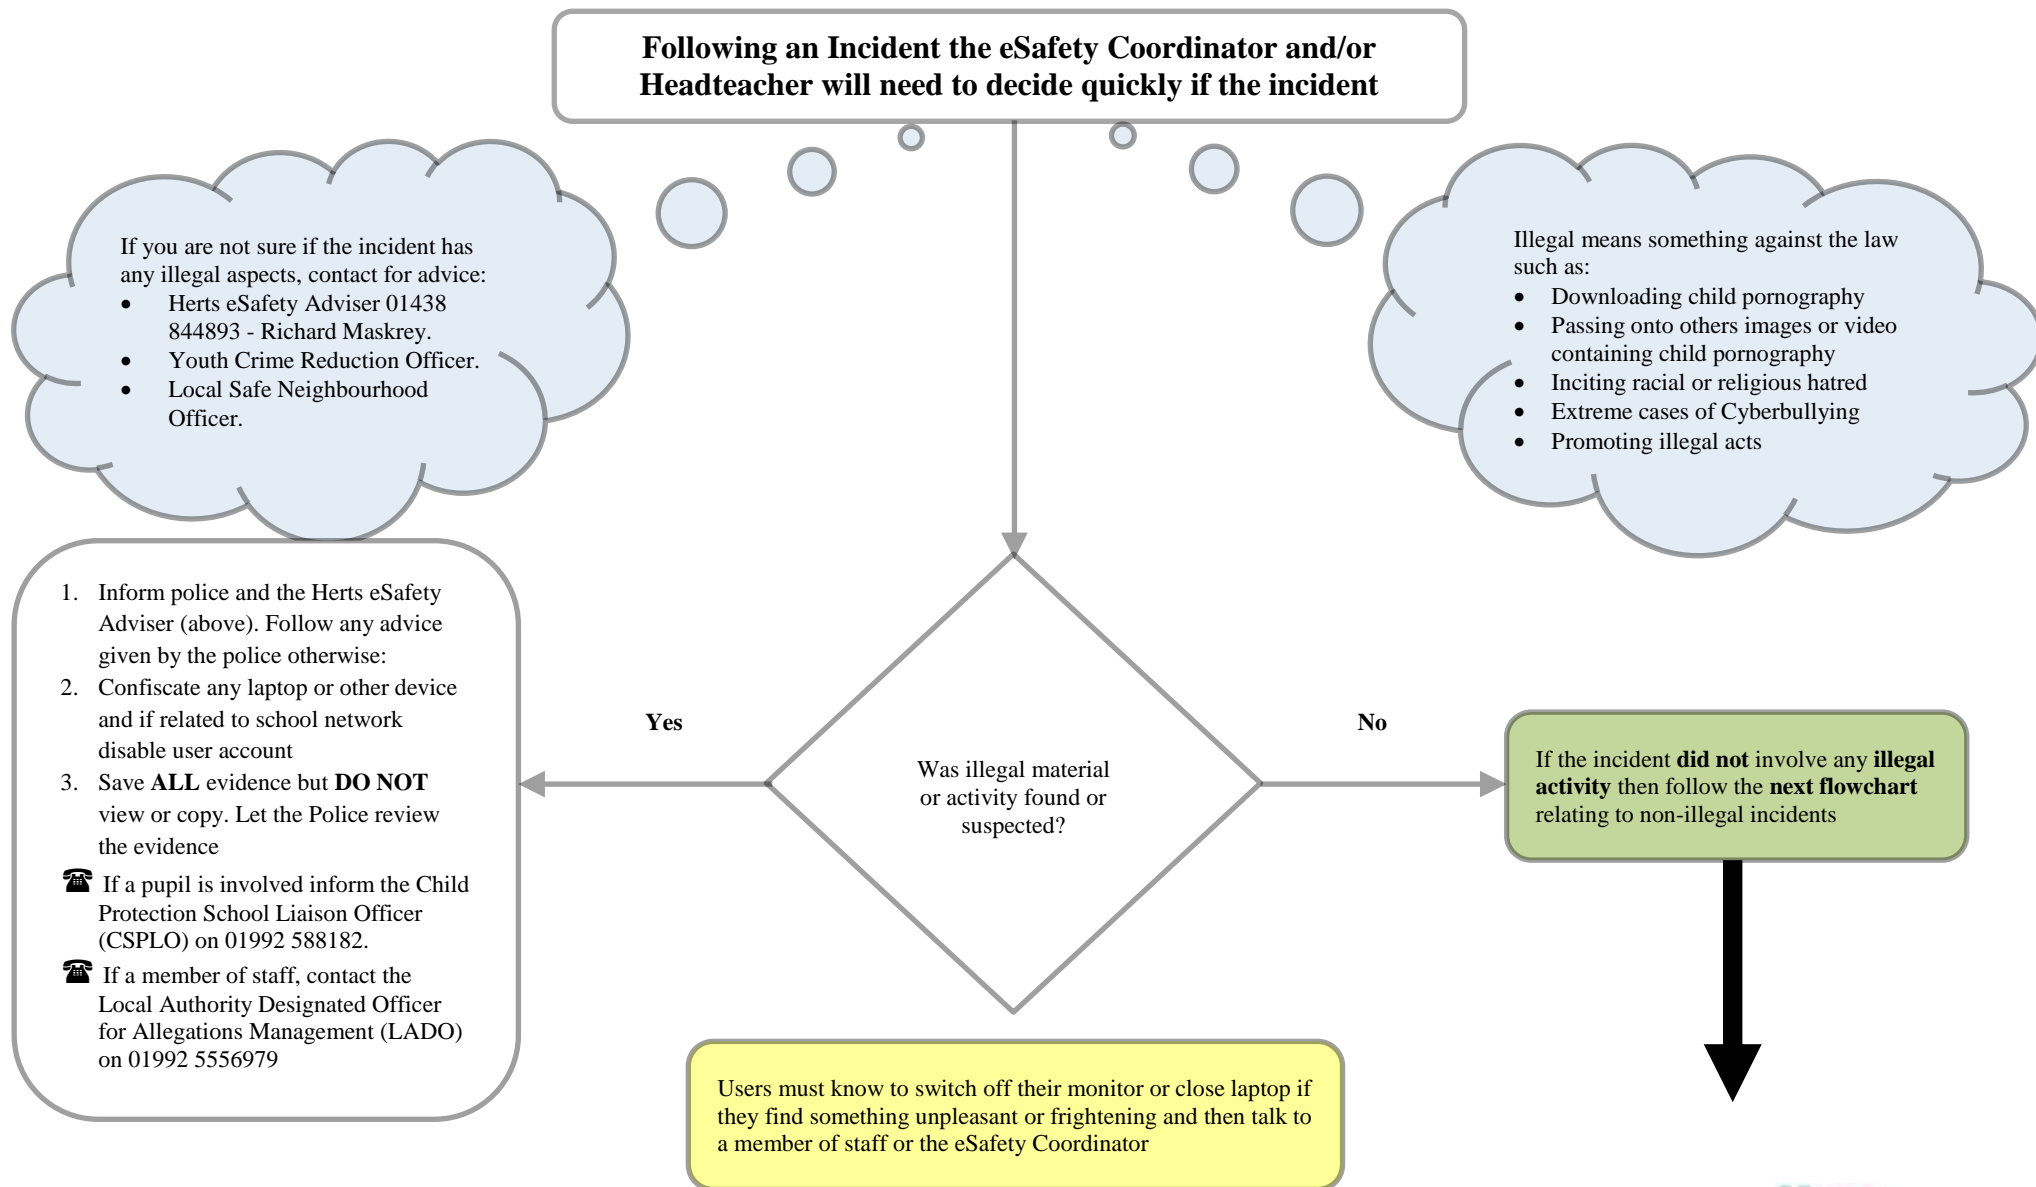 Following an Incident the eSafety Coordinator and/or
Headteacher will need to decide quickly if the incident
If you are not sure if the incident has
any illegal aspects, contact for advice:
• Herts eSafety Adviser 01438
844893 - Richard Maskrey.
• Youth Crime Reduction Officer.
• Local Safe Neighbourhood
Officer.
Illegal means something against the law
such as:
• Downloading child pornography
• Passing onto others images or video
containing child pornography
• Inciting racial or religious hatred
• Extreme cases of Cyberbullying
• Promoting illegal acts
1. Inform police and the Herts eSafety
Adviser (above). Follow any advice
given by the police otherwise:
2. Confiscate any laptop or other device
and if related to school network
disable user account
3. Save ALL evidence but DO NOT
view or copy. Let the Police review
the evidence
☎ If a pupil is involved inform the Child
Protection School Liaison Officer
(CSPLO) on 01992 588182.
☎ If a member of staff, contact the
Local Authority Designated Officer
for Allegations Management (LADO)
on 01992 5556979
Yes
Was illegal material
or activity found or
suspected?
No
If the incident did not involve any illegal
activity then follow the next flowchart
relating to non-illegal incidents
Users must know to switch off their monitor or close laptop if
they find something unpleasant or frightening and then talk to
a member of staff or the eSafety Coordinator